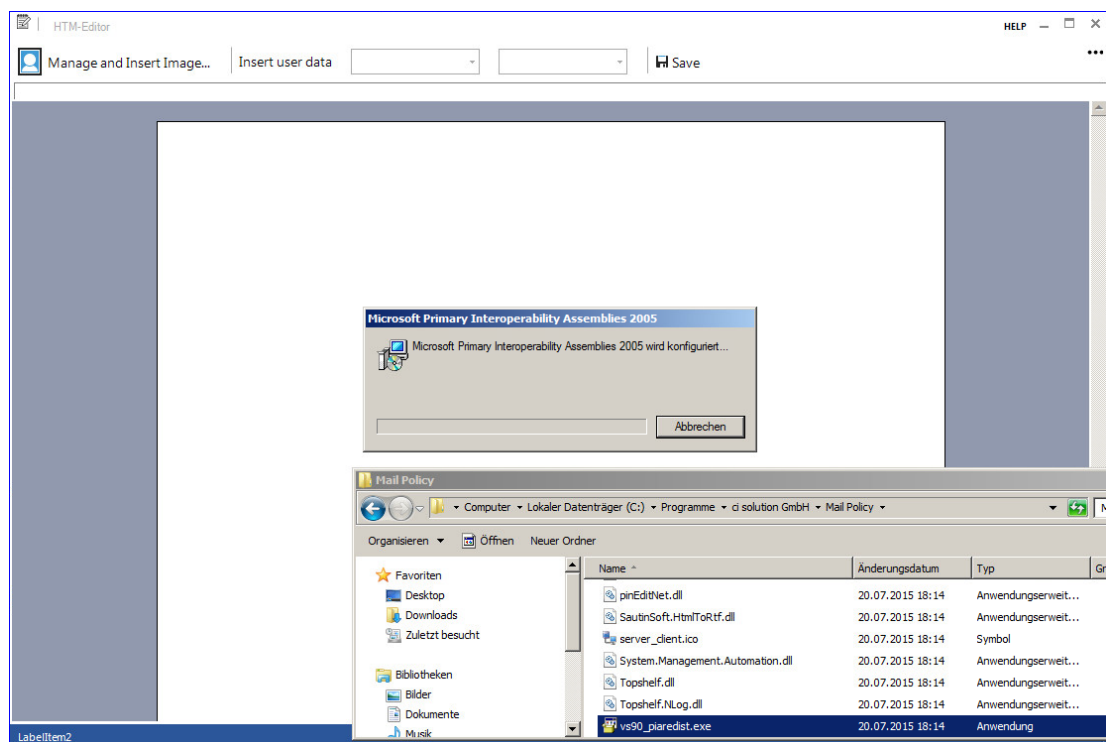 HTM-Editor HELP
Manage and Insert Image... Insert user data Save
Microsoft Primary Interoperability Assemblies 2005
Microsoft Primary Interoperability Assemblies 2005 wird konfiguriert...
Abbrechen
Mail Policy
Computer Lokaler Datenträger (C:) Programme ci solution GmbH Mail Policy
Organisieren Öffnen Neuer Ordner
Favoriten
Desktop
Downloads
Zuletzt besucht
Bibliotheken
Bilder
Dokumente
Musik
Name Änderungsdatum Typ
pinEditNet.dll 20.07.2015 18:14 Anwendungserweit...
SautinSoft.HtmlToRtf.dll 20.07.2015 18:14 Anwendungserweit...
server_client.ico 20.07.2015 18:14 Symbol
System.Management.Automation.dll 20.07.2015 18:14 Anwendungserweit...
Topshelf.dll 20.07.2015 18:14 Anwendungserweit...
Topshelf.NLog.dll 20.07.2015 18:14 Anwendungserweit...
vs90_piaredist.exe 20.07.2015 18:14 Anwendung
LabelItem2